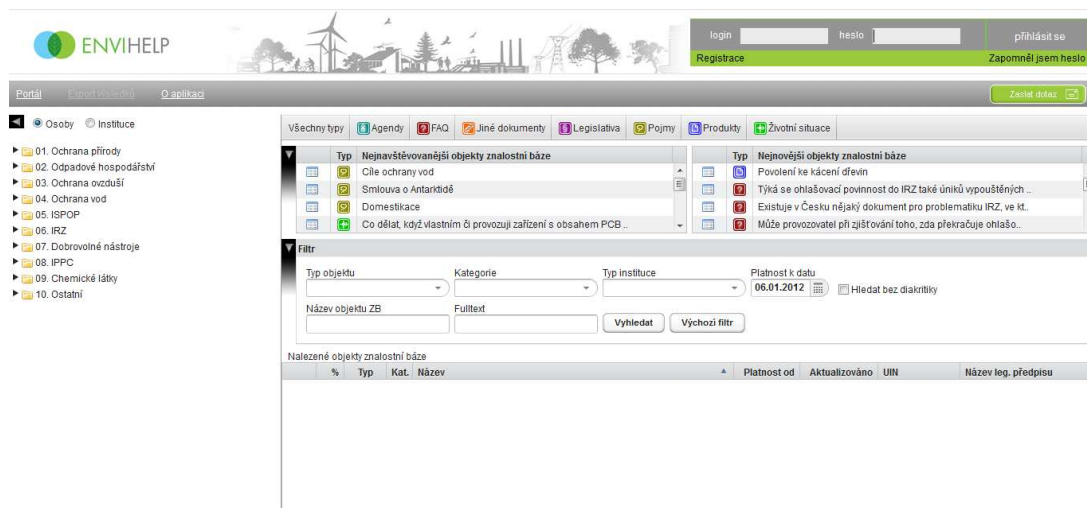 ENVIHELP
login heslo přihlásit se
Registrace Zapomněl jsem heslo
Portál Export výsledků O aplikaci Zaslat dotaz
Osoby Instituce
01. Ochrana přírody
02. Odpadové hospodářství
03. Ochrana ovzduší
04. Ochrana vod
05. ISPOP
06. IRZ
07. Dobrovolné nástroje
08. IPPC
09. Chemické látky
10. Ostatní
Všechny typy Agendy FAQ Jiné dokumenty Legislativa Pojmy Produkty Životní situace
Typ Nejnavštěvovanější objekty znalostní báze
Cíle ochrany vod
Smlouva o Antarktidě
Domestikace
Co dělat, když vlastním či provozuji zařízení s obsahem PCB ..
Typ Nejnovější objekty znalostní báze
Povolení ke kácení dřevin
Týká se ohlašovací povinnost do IRZ také úniků vypouštěných ..
Existuje v Česku nějaký dokument pro problematiku IRZ, ve kt..
Může provozovatel při zjišťování toho, zda překračuje ohlašo..
Filtr
Typ objektu Kategorie Typ instituce Platnost k datu
06.01.2012 Hledat bez diakritiky
Název objektu ZB Fulltext
Vyhledat Výchozí filtr
Nalezené objekty znalostní báze
% Typ Kat. Název Platnost od Aktualizováno UIN Název leg. předpisu